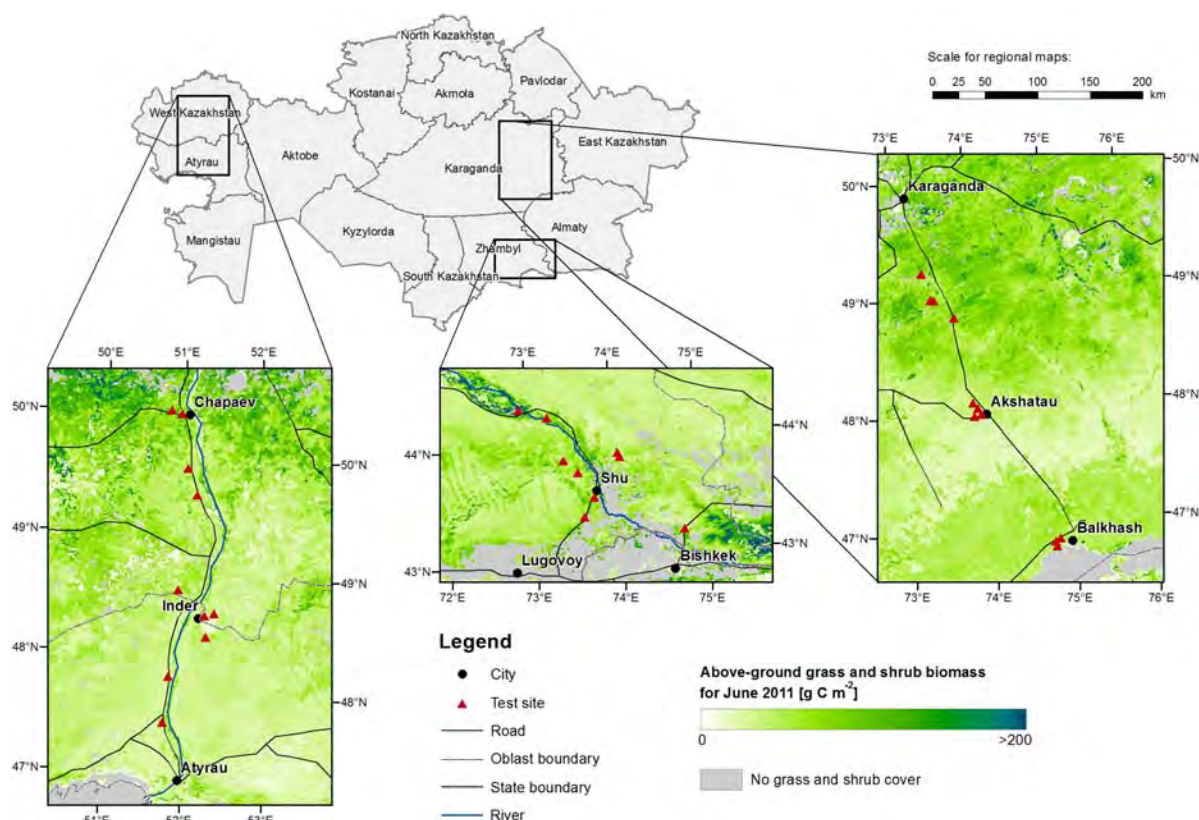 North Kazakhstan
Pavlodar
Kostanai
Akmola
West Kazakhstan
Aktobe
Atyrau
Karaganda
East Kazakhstan
Mangistau
Kyzylorda
Zhambyl
Almaty
South Kazakhstan
Scale for regional maps:
0 25 50 100 150 200
km
73°E 74°E 75°E 76°E
50°N
50°N
Karaganda
49°N
49°N
Akshatau
48°N
48°N
47°N
47°N
Balkhash
73°E 74°E 75°E 76°E
50°E 51°E 52°E
50°N
Chapaev
50°N
49°N
49°N
Inder
48°N
48°N
47°N
Atyrau
51°E 52°E 53°E
73°E 74°E 75°E
44°N
44°N
Shu
43°N
43°N
Lugovoy
Bishkek
72°E 73°E 74°E 75°E
Legend
City
Test site
Road
Oblast boundary
State boundary
River
Above-ground grass and shrub biomass
for June 2011 [g C m⁻²]
0 >200
No grass and shrub cover